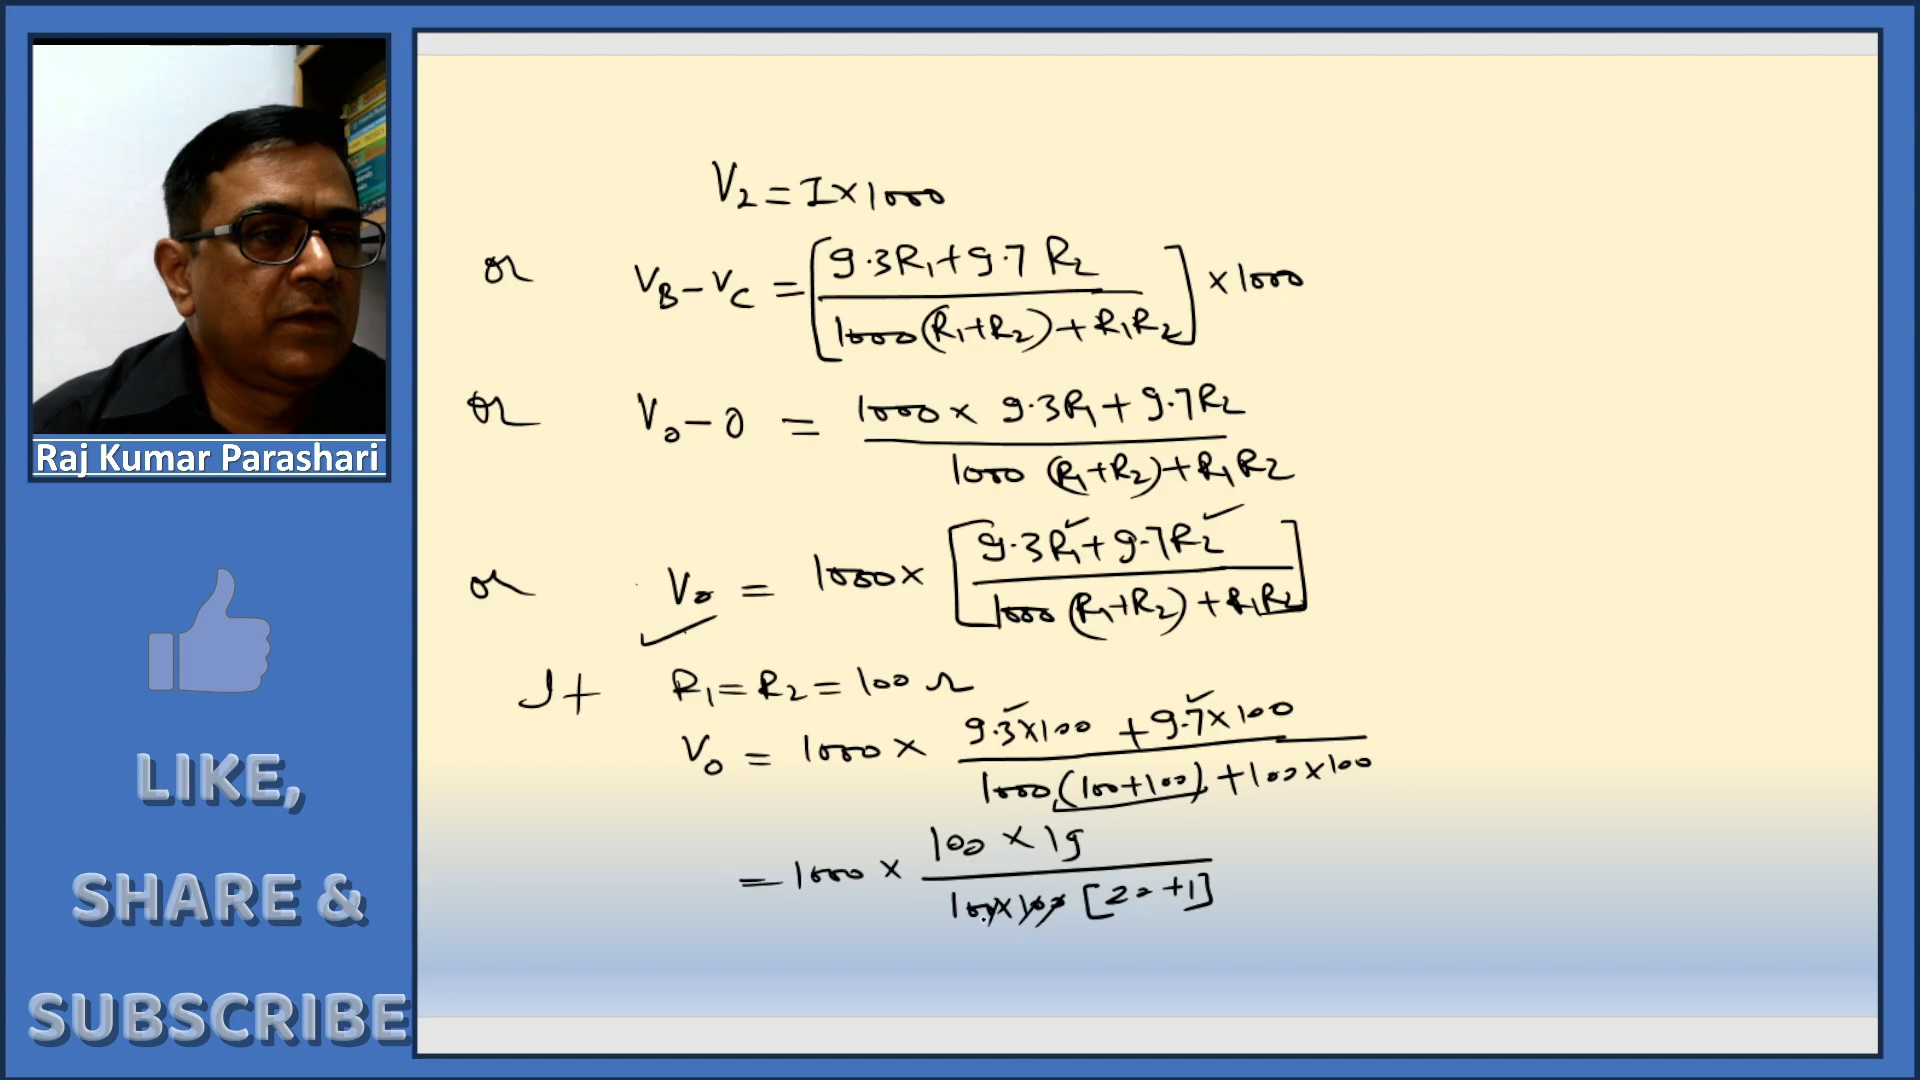 Raj Kumar Parashari
LIKE,
SHARE &
SUBSCRIBE
V₂ = I×1000
or V_B - V_C = [(9.3R₁ + 9.7R₂) / (1000(R₁+R₂) + R₁R₂)] × 1000
or V₀ - 0 = (1000 × 9.3R₁ + 9.7R₂) / (1000 (R₁+R₂) + R₁R₂)
or V₀ = 1000 × [(9.3R₁ + 9.7R₂) / (1000 (R₁+R₂) + R₁R₂)]
If R₁ = R₂ = 100 Ω
V₀ = 1000 × (9.3×100 + 9.7×100) / (1000 (100+100) + 100×100)
= 1000 × (100 × 19) / (100×100 [20+1])